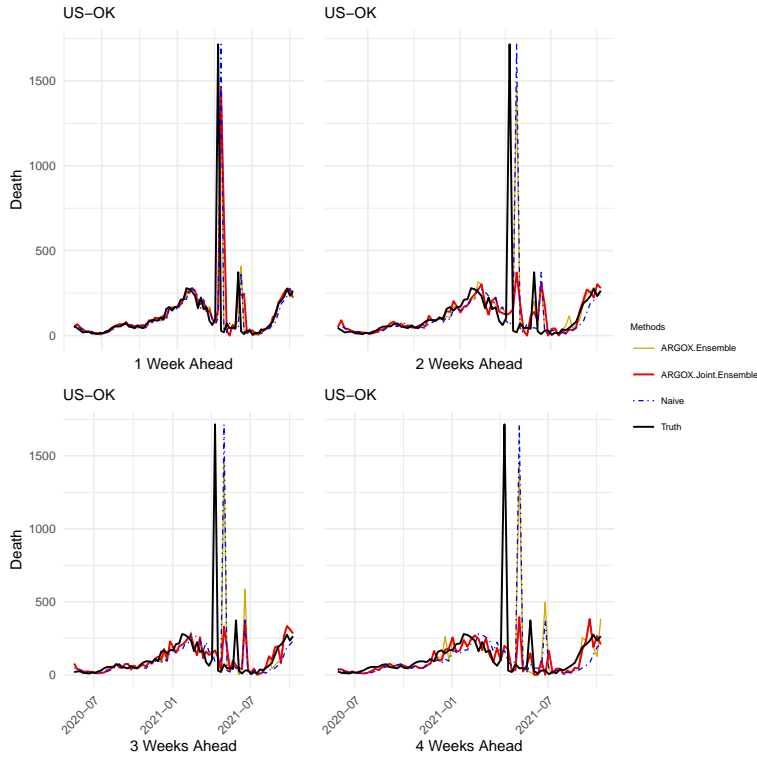 US−OK
US−OK
Death
1500
1000
500
0
1 Week Ahead
2 Weeks Ahead
Methods
ARGOX.Ensemble
ARGOX.Joint.Ensemble
Naive
Truth
US−OK
US−OK
Death
1500
1000
500
0
2020−07
2021−01
2021−07
2020−07
2021−01
2021−07
3 Weeks Ahead
4 Weeks Ahead